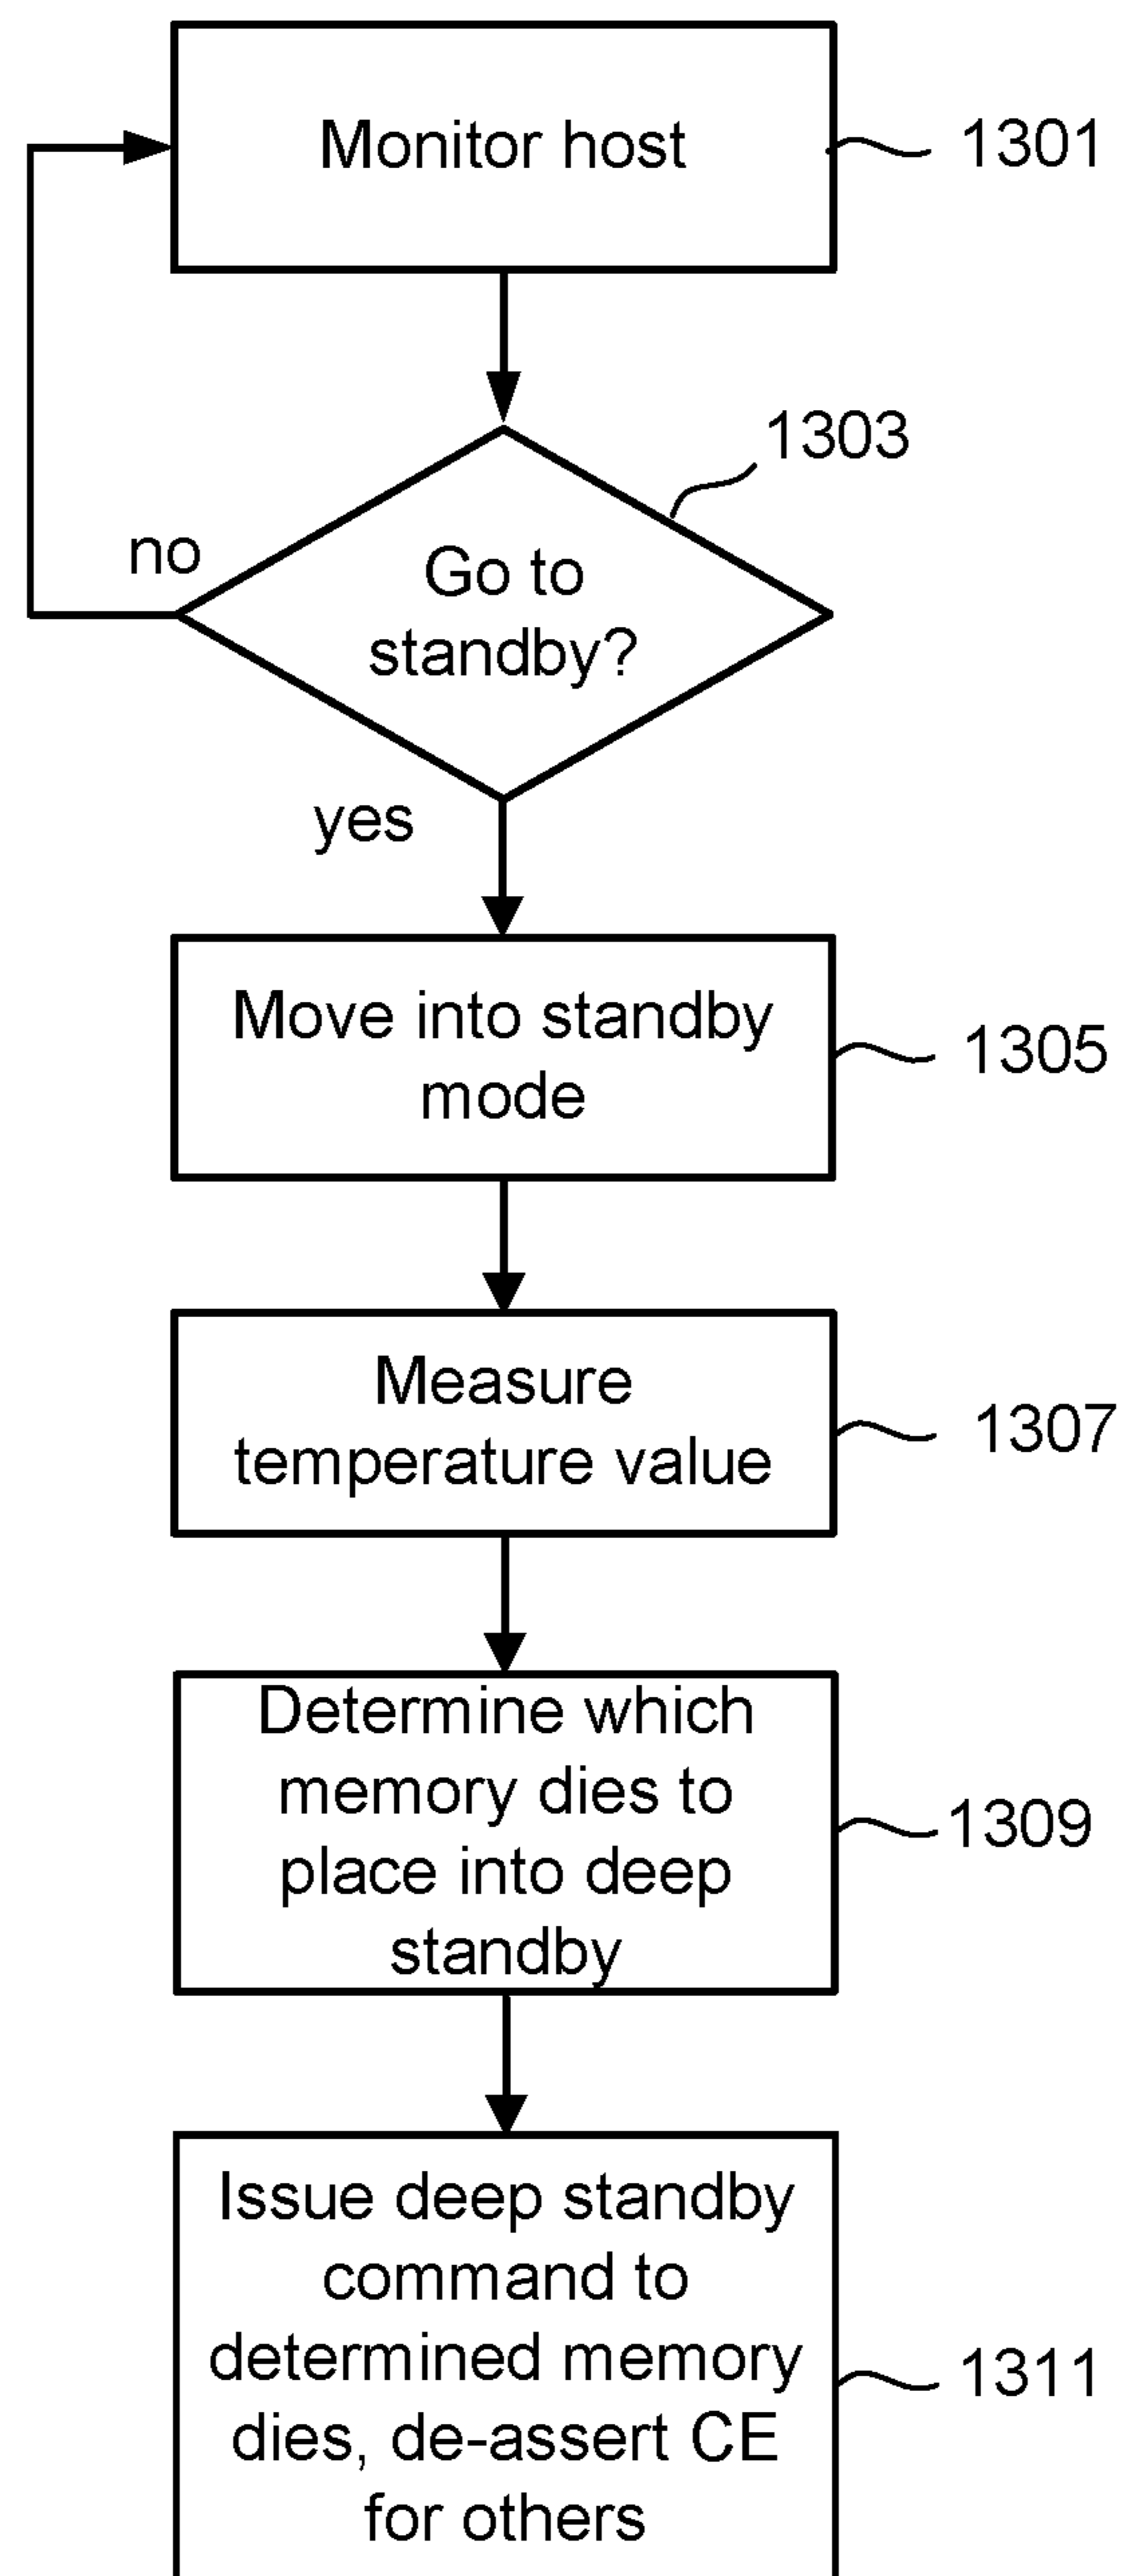 Monitor host
1301
1303
Go to
standby?
no
yes
Move into standby
mode
1305
Measure
temperature value
1307
Determine which
memory dies to
place into deep
standby
1309
Issue deep standby
command to
determined memory
dies, de-assert CE
for others
1311